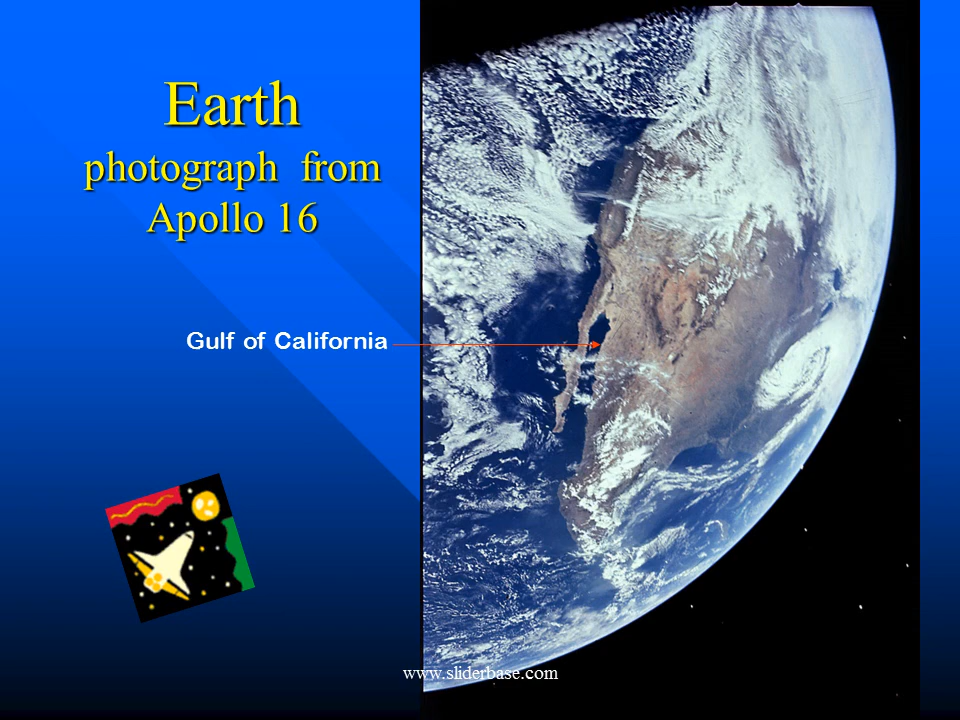 Earth
photograph from
Apollo 16
Gulf of California
www.sliderbase.com